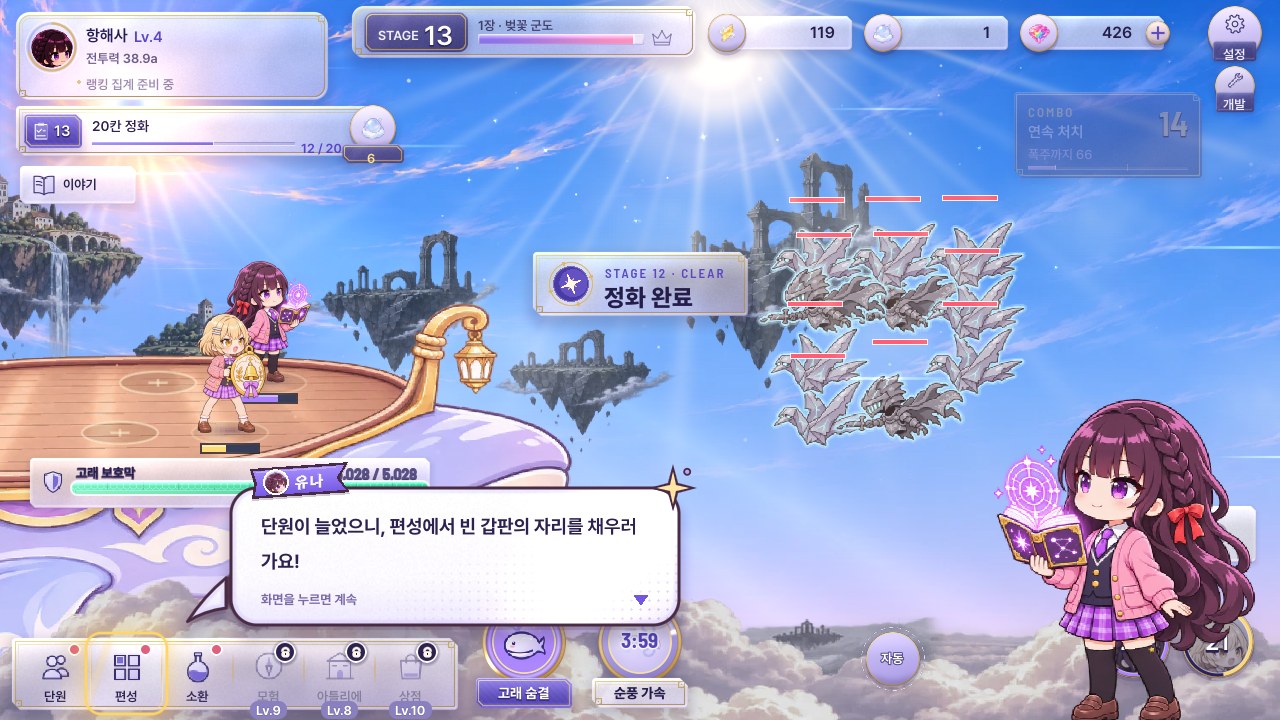 항해사 Lv.4
전투력 38.9a
랭킹 집계 준비 중
STAGE 13
1장 · 벚꽃 군도
119
1
426
설정
개발
13
20칸 정화
12 / 20
6
이야기
COMBO
연속 처치
14
폭주까지 66
STAGE 12 · CLEAR
정화 완료
고래 보호막
.028 / 5.028
유나
단원이 늘었으니, 편성에서 빈 갑판의 자리를 채우러
가요!
화면을 누르면 계속
단원
편성
소환
모험
Lv.9
아틀리에
Lv.8
상점
Lv.10
고래 숨결
3:59
순풍 가속
자동